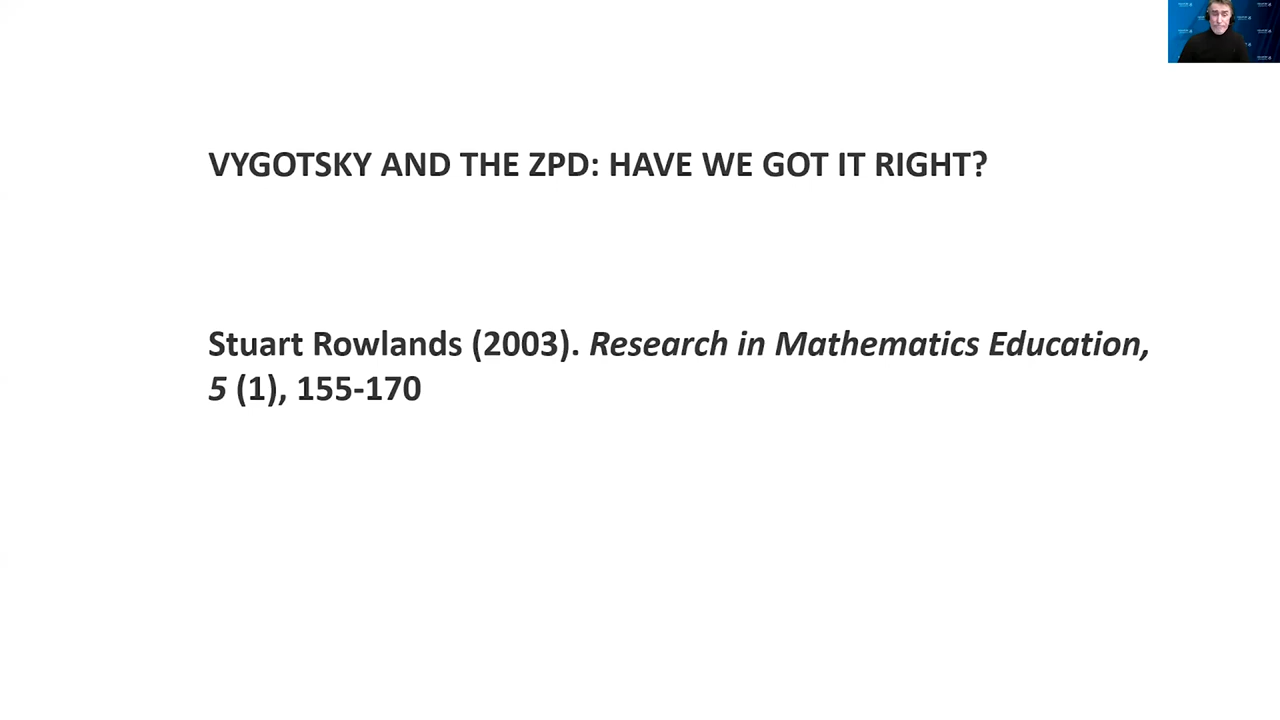 VYGOTSKY AND THE ZPD: HAVE WE GOT IT RIGHT?
Stuart Rowlands (2003). Research in Mathematics Education,
5 (1), 155-170